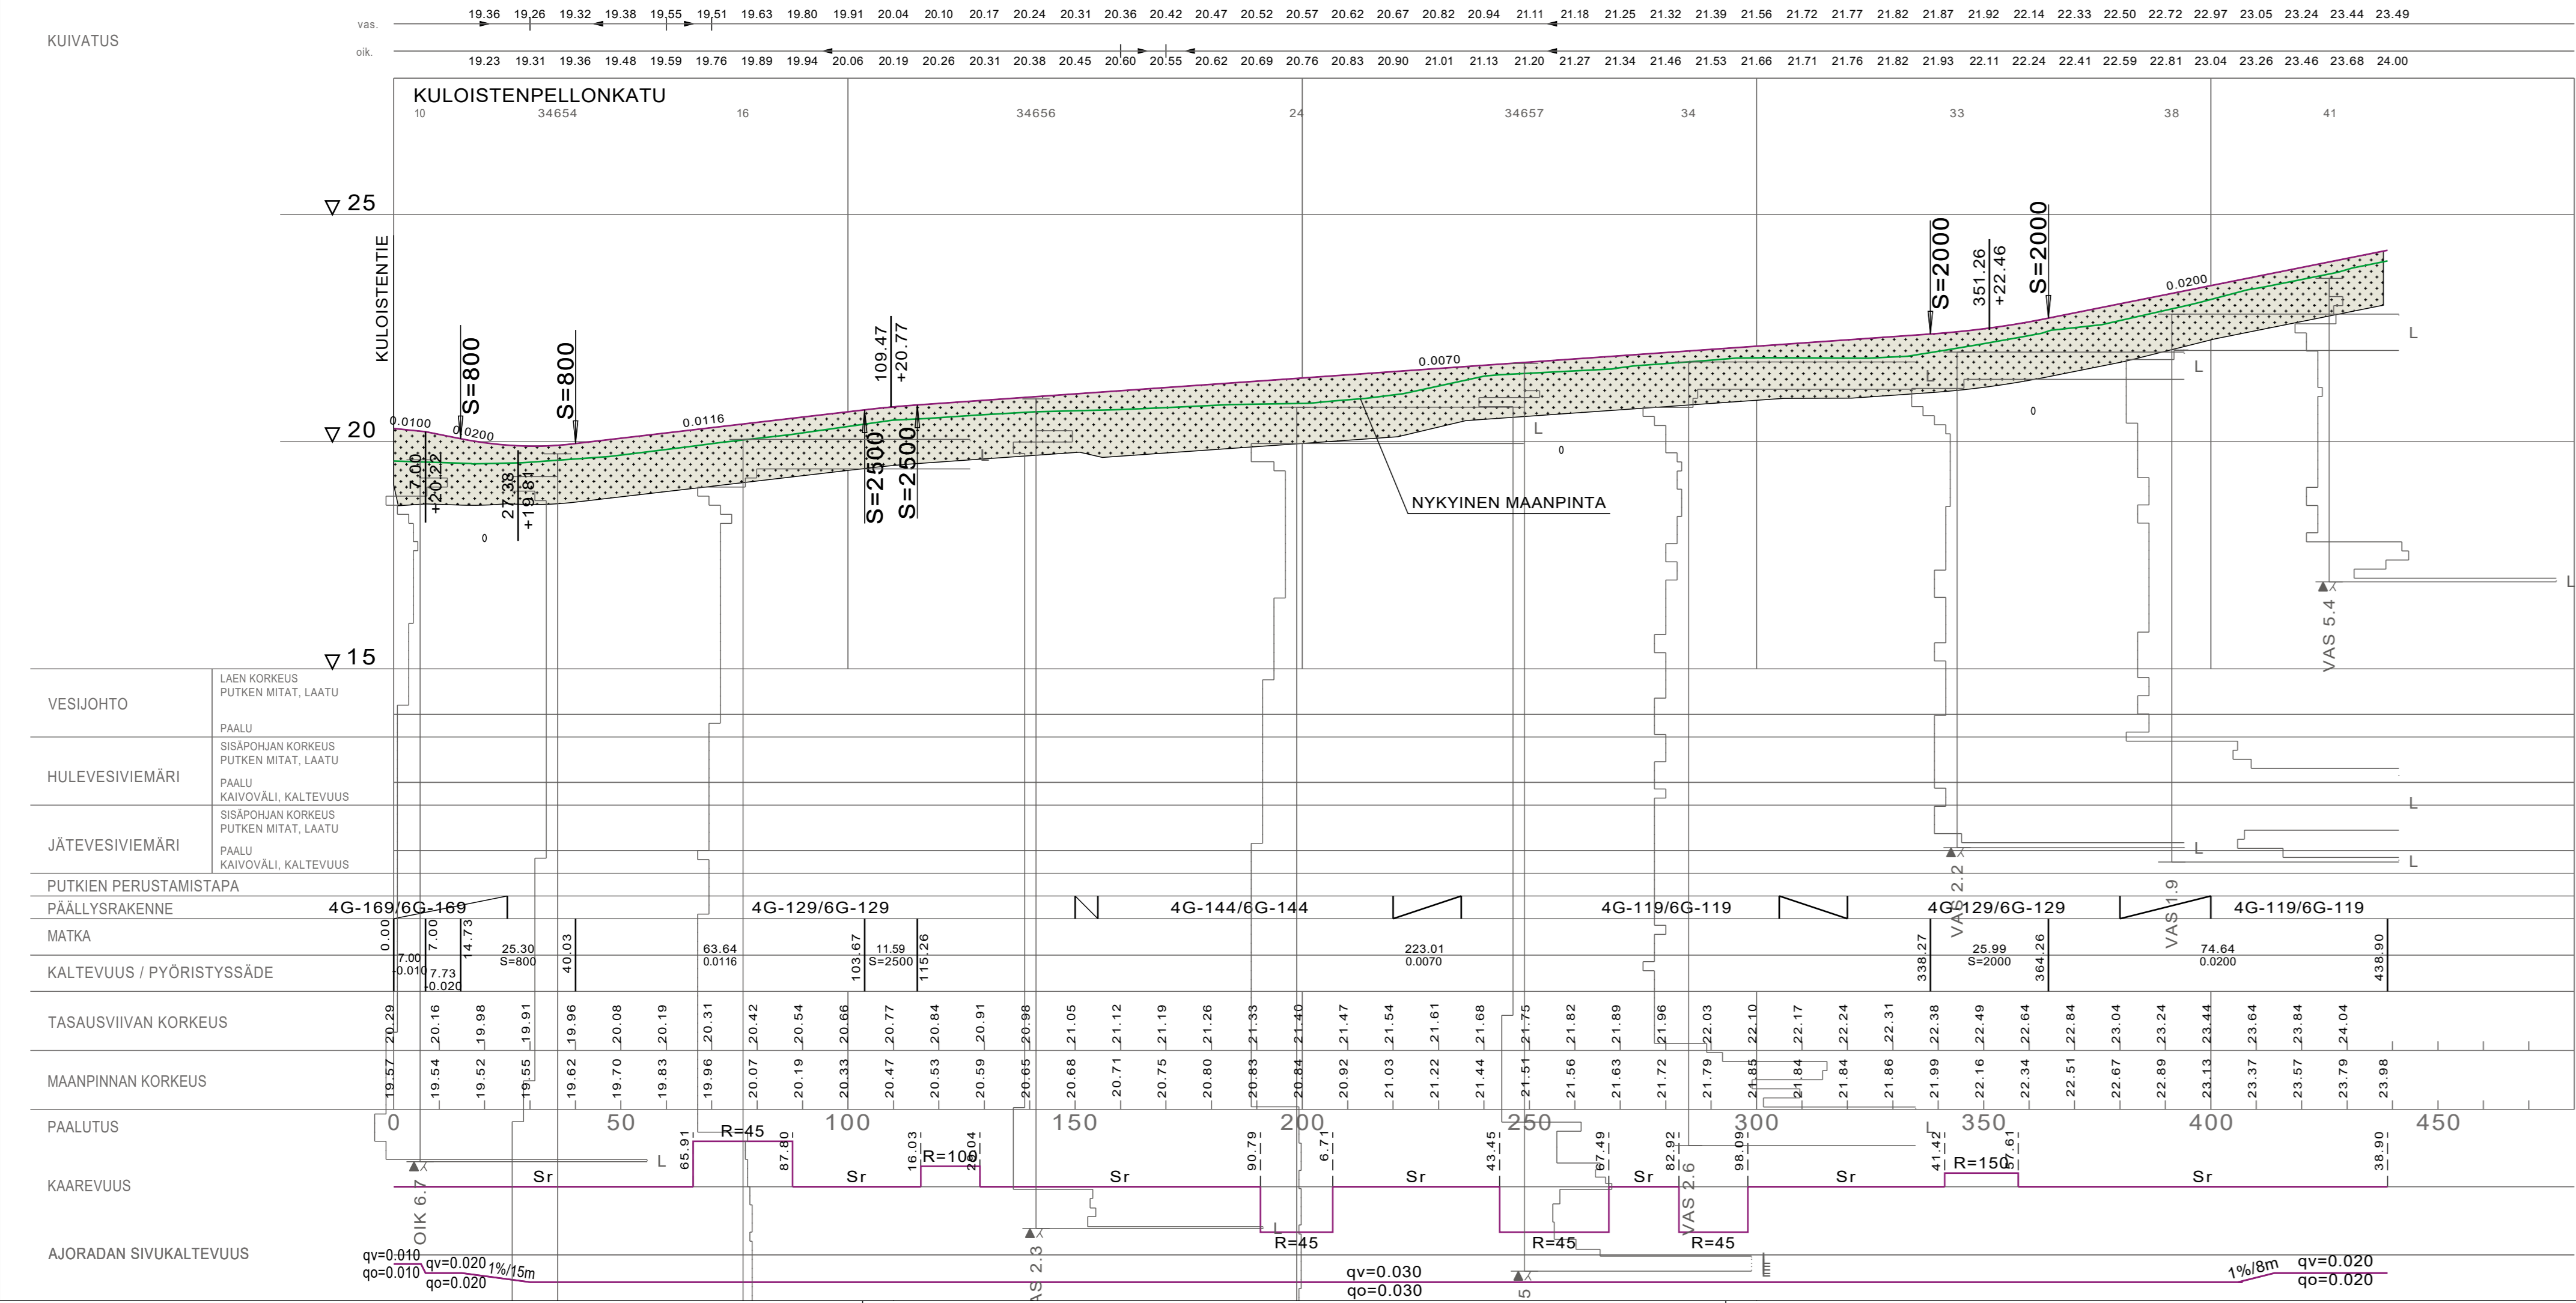 19.36 19.26 19.32 19.38 19.55 19.51 19.63 19.80 19.91 20.04 20.10 20.17 20.24 20.31 20.36 20.42 20.47 20.52 20.57 20.62 20.67 20.82 20.94 21.11 21.18 21.25 21.32 21.39 21.56 21.72 21.77 21.82 21.87 21.92 22.14 22.33 22.50 22.72 22.97 23.05 23.24 23.44 23.49
vas.
KUIVATUS
oik.
19.23 19.31 19.36 19.48 19.59 19.76 19.89 19.94 20.06 20.19 20.26 20.31 20.38 20.45 20.60 20.55 20.62 20.69 20.76 20.83 20.90 21.01 21.13 21.20 21.27 21.34 21.46 21.53 21.66 21.71 21.76 21.82 21.93 22.11 22.24 22.41 22.59 22.81 23.04 23.26 23.46 23.68 24.00
KULOISTENPELLONKATU
10 34654 16 34656 24 34657 34 33 38 41
25
KULOISTENTIE
S=800
S=800
109.47
+20.77
S=2000
351.26
+22.46
S=2000
0.0200
0.0070
0.0100
0.0200
0.0116
20
7.00
+20.22
27.38
+19.81
S=2500
S=2500
L
L
L
L
L
0
0
0
NYKYINEN MAANPINTA
L
VAS 5.4
15
VESIJOHTO
LAEN KORKEUS
PUTKEN MITAT, LAATU
PAALU
HULEVESIVIEMÄRI
SISÄPOHJAN KORKEUS
PUTKEN MITAT, LAATU
PAALU
KAIVOVÄLI, KALTEVUUS
L
JÄTEVESIVIEMÄRI
SISÄPOHJAN KORKEUS
PUTKEN MITAT, LAATU
PAALU
KAIVOVÄLI, KALTEVUUS
L
L
VAS 2.2
VAS 1.9
PUTKIEN PERUSTAMISTAPA
PÄÄLLYSRAKENNE
4G-169/6G-169 4G-129/6G-129 4G-144/6G-144 4G-119/6G-119 4G-129/6G-129 4G-119/6G-119
MATKA
0.00 7.00 14.73 40.03 103.67 115.26 338.27 364.26 438.90
7.00 7.73 25.30 63.64 11.59 223.01 25.99 74.64
KALTEVUUS / PYÖRISTYSSÄDE
-0.010 -0.020 S=800 0.0116 S=2500 0.0070 S=2000 0.0200
TASAUSVIIVAN KORKEUS
20.29 20.16 19.98 19.91 19.96 20.08 20.19 20.31 20.42 20.54 20.66 20.77 20.84 20.91 20.98 21.05 21.12 21.19 21.26 21.33 21.40 21.47 21.54 21.61 21.68 21.75 21.82 21.89 21.96 22.03 22.10 22.17 22.24 22.31 22.38 22.49 22.64 22.84 23.04 23.24 23.44 23.64 23.84 24.04
MAANPINNAN KORKEUS
19.57 19.54 19.52 19.55 19.62 19.70 19.83 19.96 20.07 20.19 20.33 20.47 20.53 20.59 20.65 20.68 20.71 20.75 20.80 20.83 20.84 20.92 21.03 21.22 21.44 21.51 21.56 21.63 21.72 21.79 21.85 21.84 21.84 21.86 21.99 22.16 22.34 22.51 22.67 22.89 23.13 23.37 23.57 23.79 23.98
PAALUTUS
0 50 100 150 200 250 300 350 400 450
65.91 87.80 16.03 29.04 90.79 6.71 43.45 67.49 82.92 98.09 41.42 57.61 38.90
L
L
KAAREVUUS
Sr R=45 Sr R=100 Sr R=45 Sr R=45 Sr R=45 Sr R=150 Sr
OIK 6.7
VAS 2.6
L
AJORADAN SIVUKALTEVUUS
qv=0.010 qv=0.020 1%/15m qv=0.030 1%/8m qv=0.020
qo=0.010 qo=0.020 qo=0.030 qo=0.020
AS 2.3
5